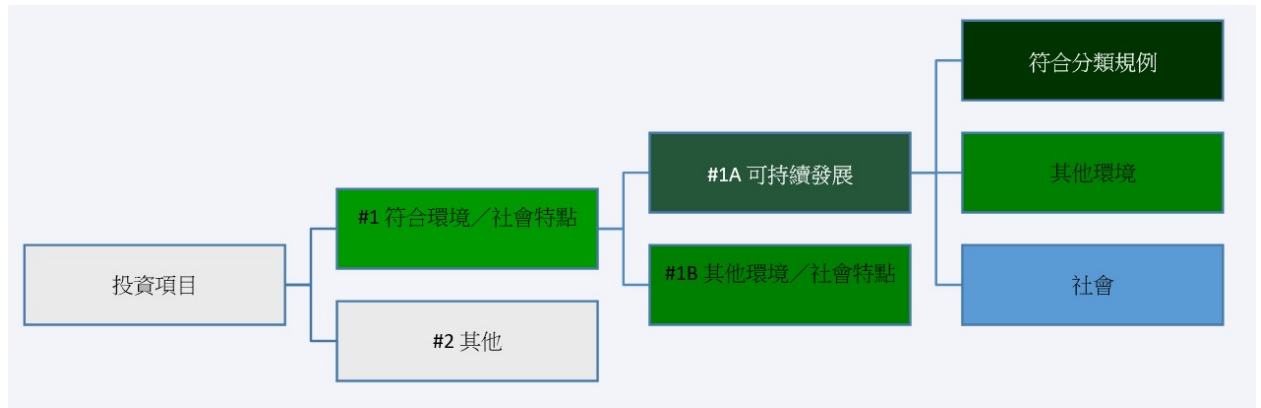 符合分類規例
#1A 可持續發展
其他環境
#1 符合環境／社會特點
#1B 其他環境／社會特點
投資項目
社會
#2 其他